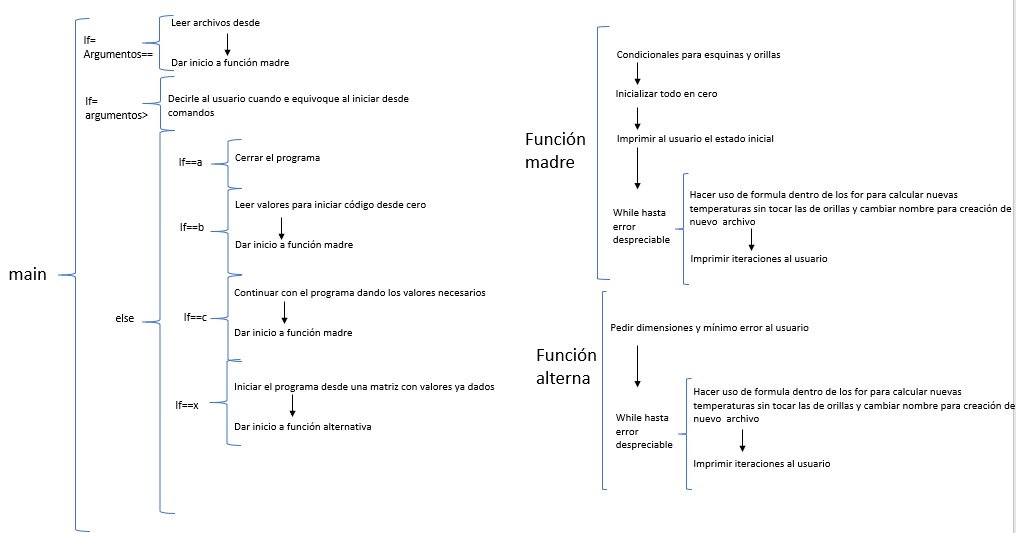 main
If=
Argumentos==
Leer archivos desde
Dar inicio a función madre
If=
argumentos>
Decirle al usuario cuando e equivoque al iniciar desde
comandos
else
If==a
Cerrar el programa
If==b
Leer valores para iniciar código desde cero
Dar inicio a función madre
If==c
Continuar con el programa dando los valores necesarios
Dar inicio a función madre
If==x
Iniciar el programa desde una matriz con valores ya dados
Dar inicio a función alternativa
Función
madre
Condicionales para esquinas y orillas
Inicializar todo en cero
Imprimir al usuario el estado inicial
While hasta
error
despreciable
Hacer uso de formula dentro de los for para calcular nuevas
temperaturas sin tocar las de orillas y cambiar nombre para creación de
nuevo archivo
Imprimir iteraciones al usuario
Función
alterna
Pedir dimensiones y mínimo error al usuario
While hasta
error
despreciable
Hacer uso de formula dentro de los for para calcular nuevas
temperaturas sin tocar las de orillas y cambiar nombre para creación de
nuevo archivo
Imprimir iteraciones al usuario